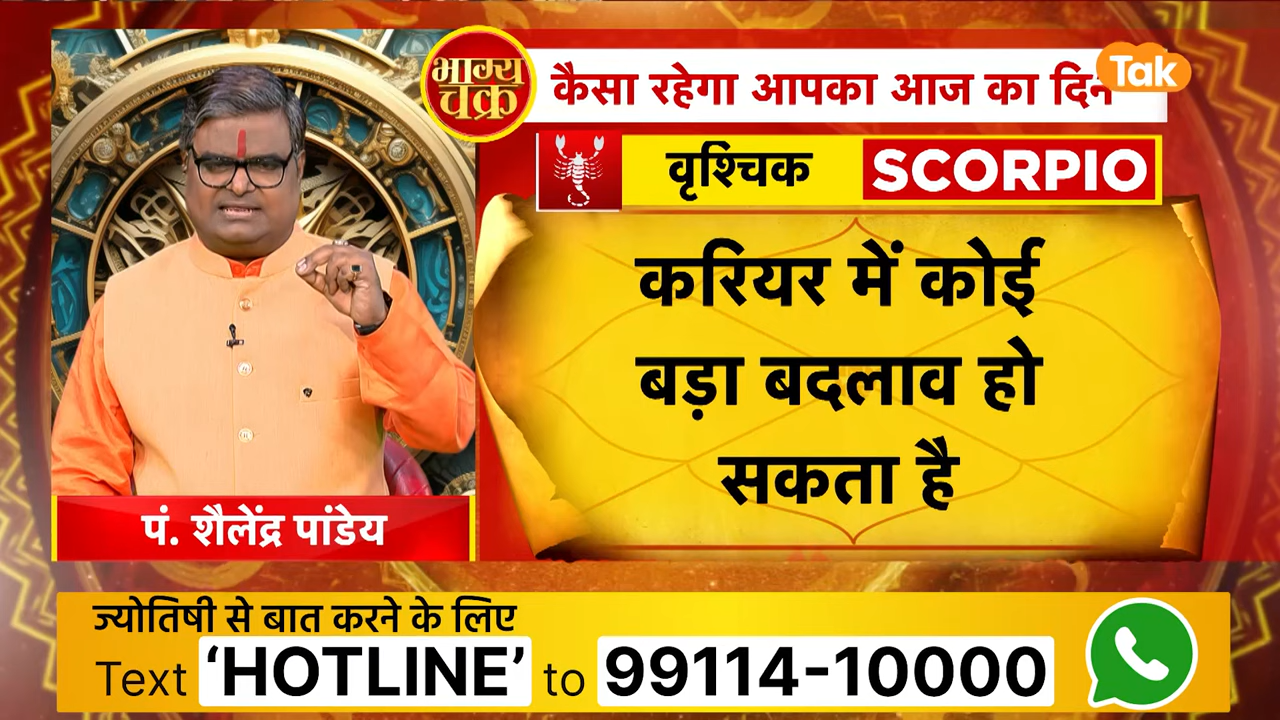 भाग्य
चक्र
कैसा रहेगा आपका आज का दिन
Tak
वृश्चिक
SCORPIO
करियर में कोई
बड़ा बदलाव हो
सकता है
पं. शैलेंद्र पांडेय
ज्योतिषी से बात करने के लिए
Text ‘HOTLINE’ to 99114-10000